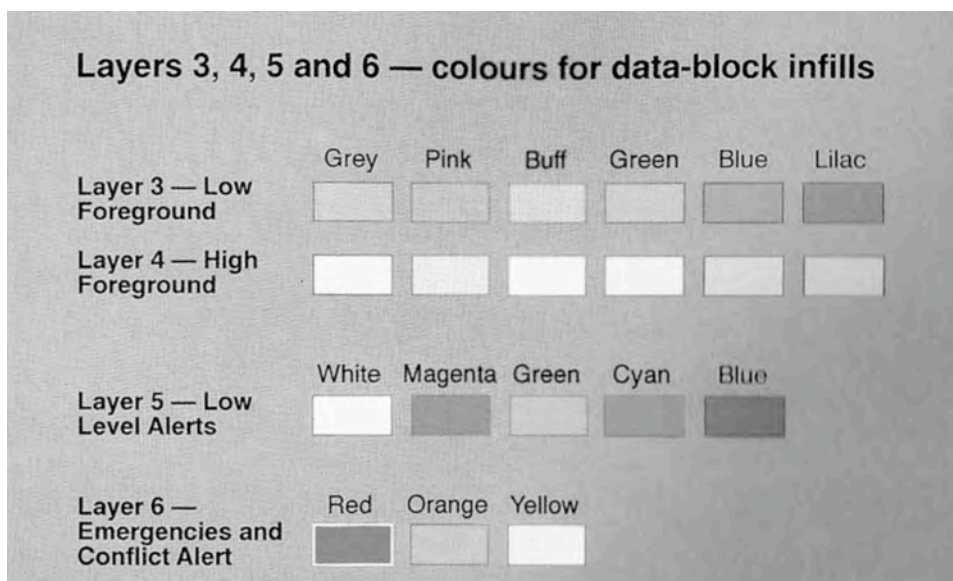 Layers 3, 4, 5 and 6 — colours for data-block infills
Grey Pink Buff Green Blue Lilac
Layer 3 — Low
Foreground
Layer 4 — High
Foreground
White Magenta Green Cyan Blue
Layer 5 — Low
Level Alerts
Red Orange Yellow
Layer 6 —
Emergencies and
Conflict Alert